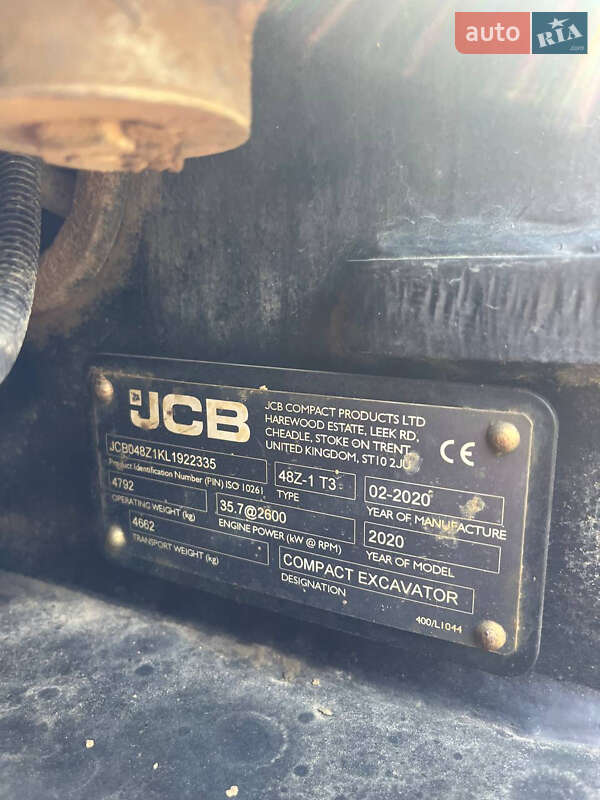 auto RIA .com
JCB
JCB COMPACT PRODUCTS LTD
HAREWOOD ESTATE, LEEK RD,
CHEADLE, STOKE ON TRENT
UNITED KINGDOM, ST10 2JU
CE
JCB048Z1KL1922335
Product Identification Number (PIN) ISO 10261
48Z-1 T3
TYPE
02-2020
YEAR OF MANUFACTURE
4792
OPERATING WEIGHT (kg)
35.7@2600
ENGINE POWER (kW @ RPM)
2020
YEAR OF MODEL
4662
TRANSPORT WEIGHT (kg)
COMPACT EXCAVATOR
DESIGNATION
400/L1044